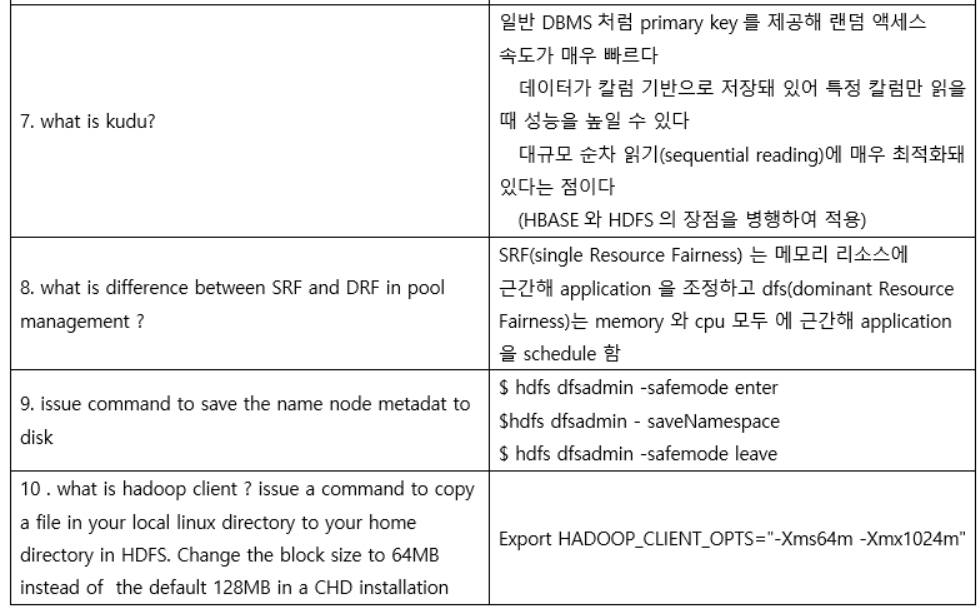 7. what is kudu?
일반 DBMS 처럼 primary key 를 제공해 랜덤 액세스
속도가 매우 빠르다
데이터가 칼럼 기반으로 저장돼 있어 특정 칼럼만 읽을
때 성능을 높일 수 있다
대규모 순차 읽기(sequential reading)에 매우 최적화돼
있다는 점이다
(HBASE 와 HDFS 의 장점을 병행하여 적용)
8. what is difference between SRF and DRF in pool
management ?
SRF(single Resource Fairness) 는 메모리 리소스에
근간해 application 을 조정하고 dfs(dominant Resource
Fairness)는 memory 와 cpu 모두 에 근간해 application
을 schedule 함
9. issue command to save the name node metadat to
disk
$ hdfs dfsadmin -safemode enter
$hdfs dfsadmin - saveNamespace
$ hdfs dfsadmin -safemode leave
10 . what is hadoop client ? issue a command to copy
a file in your local linux directory to your home
directory in HDFS. Change the block size to 64MB
instead of  the default 128MB in a CHD installation
Export HADOOP_CLIENT_OPTS="-Xms64m -Xmx1024m"